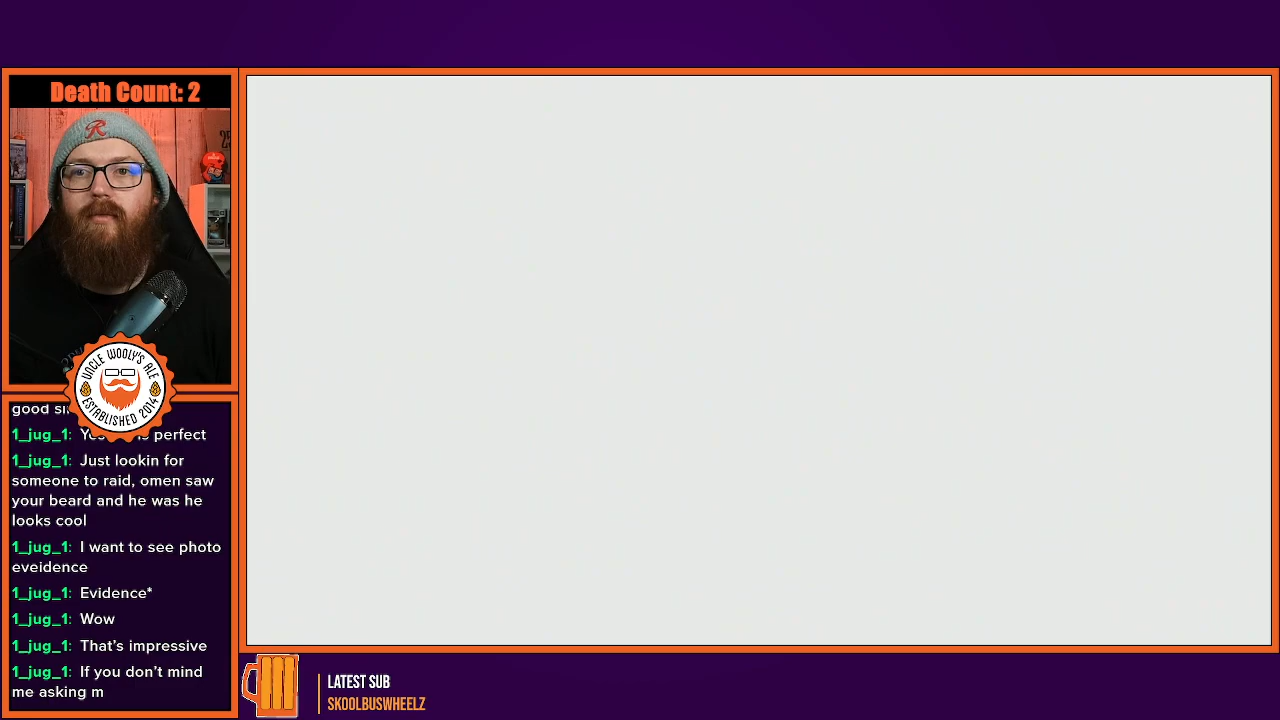 Death Count: 2
R
UNCLE WOOLY'S ALE
ESTABLISHED 2014
good
1_jug_1: perfect
1_jug_1: Just lookin for
someone to raid, omen saw
your beard and he was he
looks cool
1_jug_1: I want to see photo
eveidence
1_jug_1: Evidence*
1_jug_1: Wow
1_jug_1: That's impressive
1_jug_1: If you don't mind
me asking m
LATEST SUB
SKOOLBUSWHEELZ